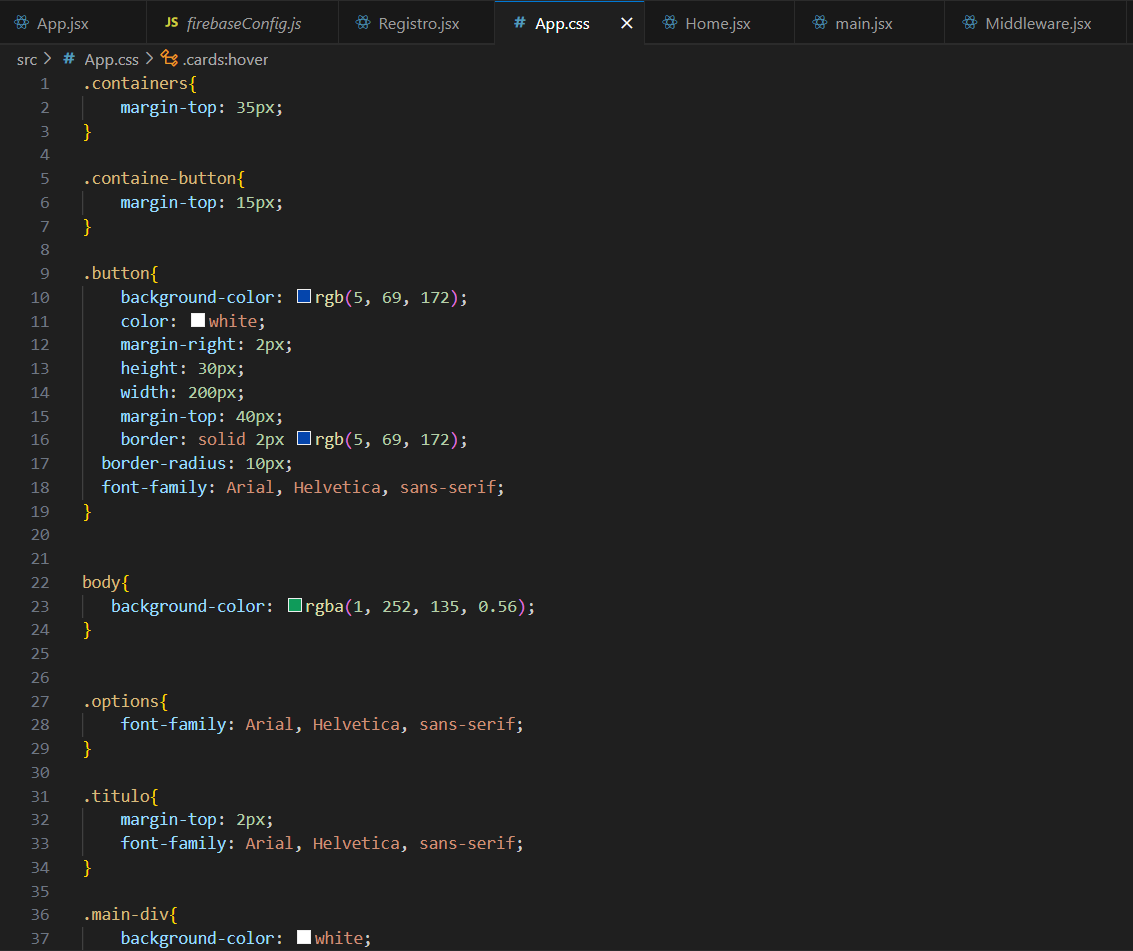 App.jsx JS firebaseConfig.js Registro.jsx # App.css Home.jsx main.jsx Middleware.jsx
src > # App.css > .cards:hover
1 .containers{
2 margin-top: 35px;
3 }
4
5 .containe-button{
6 margin-top: 15px;
7 }
8
9 .button{
10 background-color: rgb(5, 69, 172);
11 color: white;
12 margin-right: 2px;
13 height: 30px;
14 width: 200px;
15 margin-top: 40px;
16 border: solid 2px rgb(5, 69, 172);
17 border-radius: 10px;
18 font-family: Arial, Helvetica, sans-serif;
19 }
20
21
22 body{
23 background-color: rgba(1, 252, 135, 0.56);
24 }
25
26
27 .options{
28 font-family: Arial, Helvetica, sans-serif;
29 }
30
31 .titulo{
32 margin-top: 2px;
33 font-family: Arial, Helvetica, sans-serif;
34 }
35
36 .main-div{
37 background-color: white;